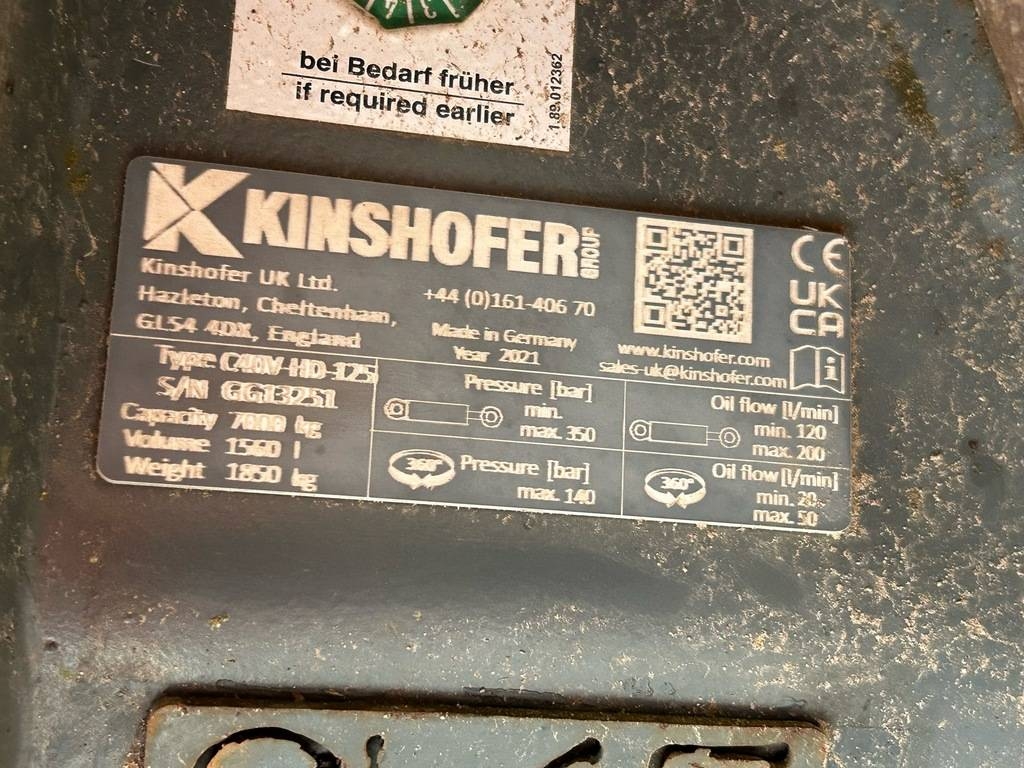 bei Bedarf früher
if required earlier
1.89.012362
KINSHOFER GROUP
Kinshofer UK Ltd.
Hazleton, Cheltenham,
GL54 4DX, England
+44 (0)161-406 70
Made in Germany
Year 2021
CE
UK
CA
www.kinshofer.com
sales-uk@kinshofer.com
Type C40V-HD-125
S/N GG13251
Capacity 7000 kg
Volume 1560 l
Weight 1850 kg
Pressure [bar]
min.
max. 350
Oil flow [l/min]
min. 120
max. 200
360°
Pressure [bar]
max. 140
360°
Oil flow [l/min]
min. 20
max. 50